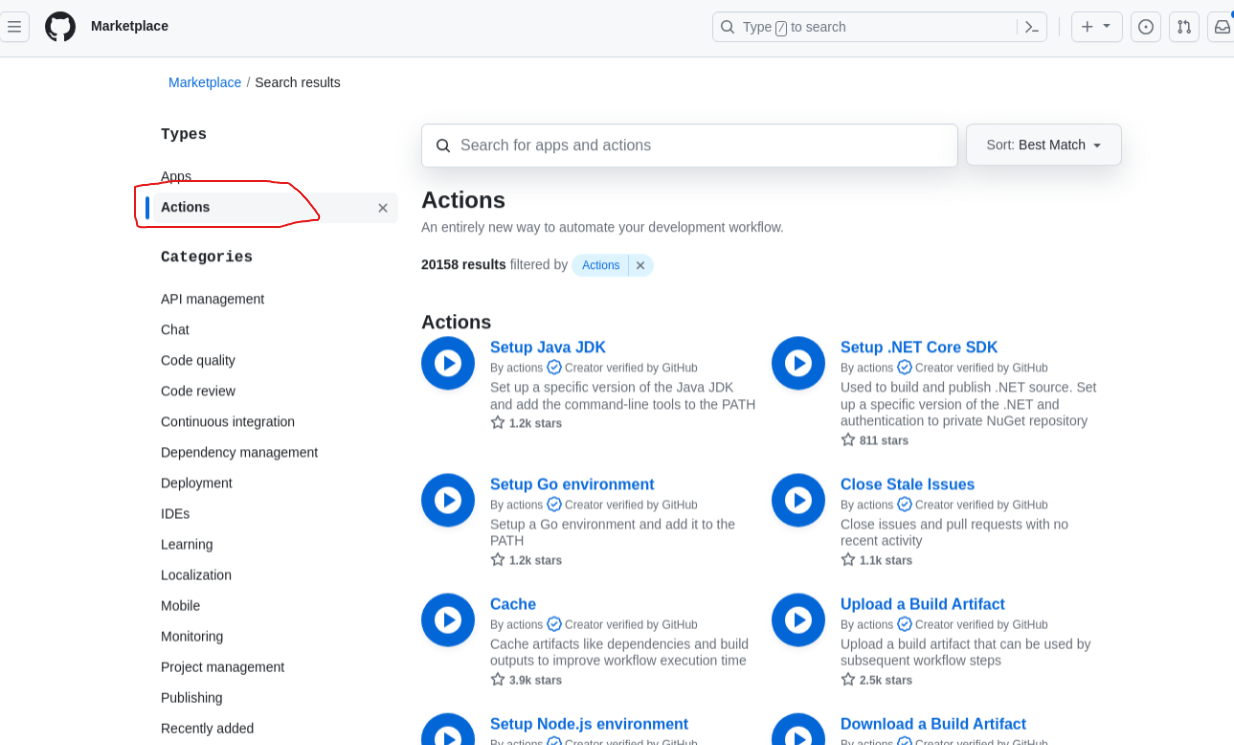 Marketplace
Type / to search
Marketplace / Search results
Types
Apps
Actions
Categories
API management
Chat
Code quality
Code review
Continuous integration
Dependency management
Deployment
IDEs
Learning
Localization
Mobile
Monitoring
Project management
Publishing
Recently added
Search for apps and actions
Sort: Best Match
Actions
An entirely new way to automate your development workflow.
20158 results filtered by Actions
Actions
Setup Java JDK
By actions Creator verified by GitHub
Set up a specific version of the Java JDK
and add the command-line tools to the PATH
1.2k stars
Setup .NET Core SDK
By actions Creator verified by GitHub
Used to build and publish .NET source. Set
up a specific version of the .NET and
authentication to private NuGet repository
811 stars
Setup Go environment
By actions Creator verified by GitHub
Setup a Go environment and add it to the
PATH
1.2k stars
Close Stale Issues
By actions Creator verified by GitHub
Close issues and pull requests with no
recent activity
1.1k stars
Cache
By actions Creator verified by GitHub
Cache artifacts like dependencies and build
outputs to improve workflow execution time
3.9k stars
Upload a Build Artifact
By actions Creator verified by GitHub
Upload a build artifact that can be used by
subsequent workflow steps
2.5k stars
Setup Node.js environment
By actions Creator verified by GitHub
Download a Build Artifact
By actions Creator verified by GitHub